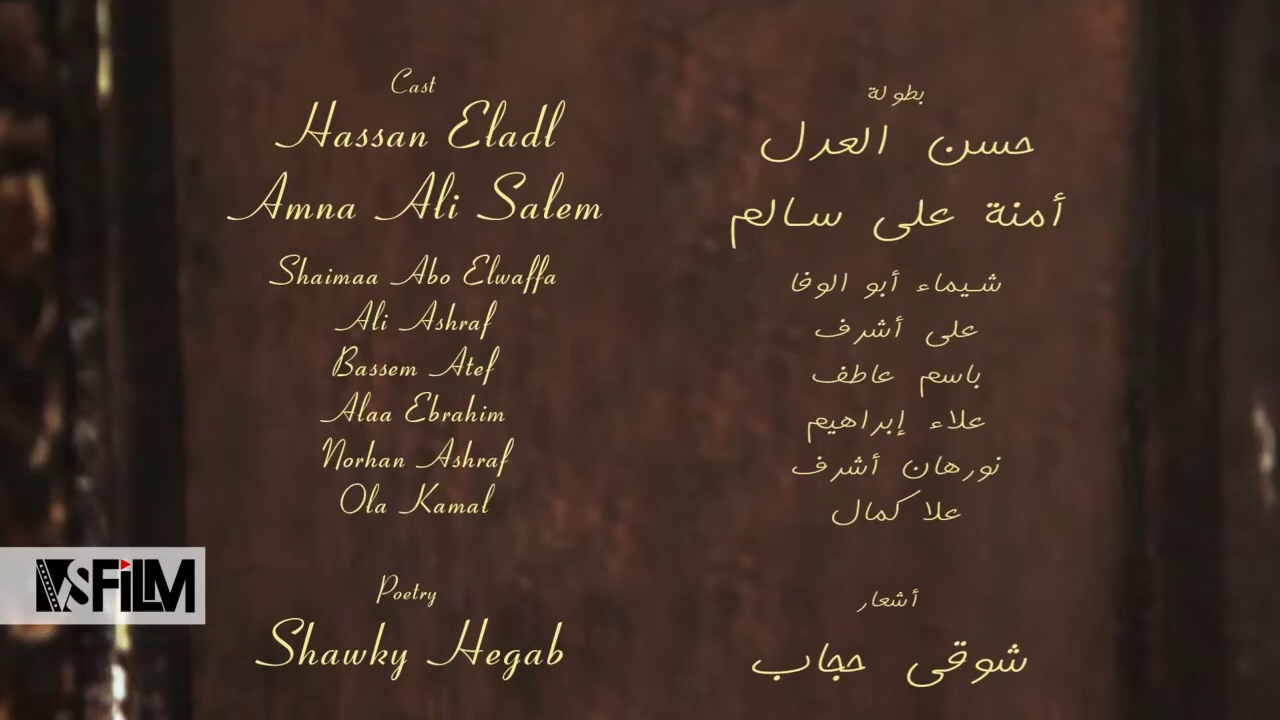 Cast
Hassan Eladl
Amna Ali Salem
Shaimaa Abo Elwaffa
Ali Ashraf
Bassem Atef
Alaa Ebrahim
Norhan Ashraf
Ola Kamal
Poetry
Shawky Hegab
بطولة
حسن العدل
أمنة على سالم
شيماء أبو الوفا
على أشرف
باسم عاطف
علاء إبراهيم
نورهان أشرف
علا كمال
أشعار
شوقى حجاب
VSFiLM